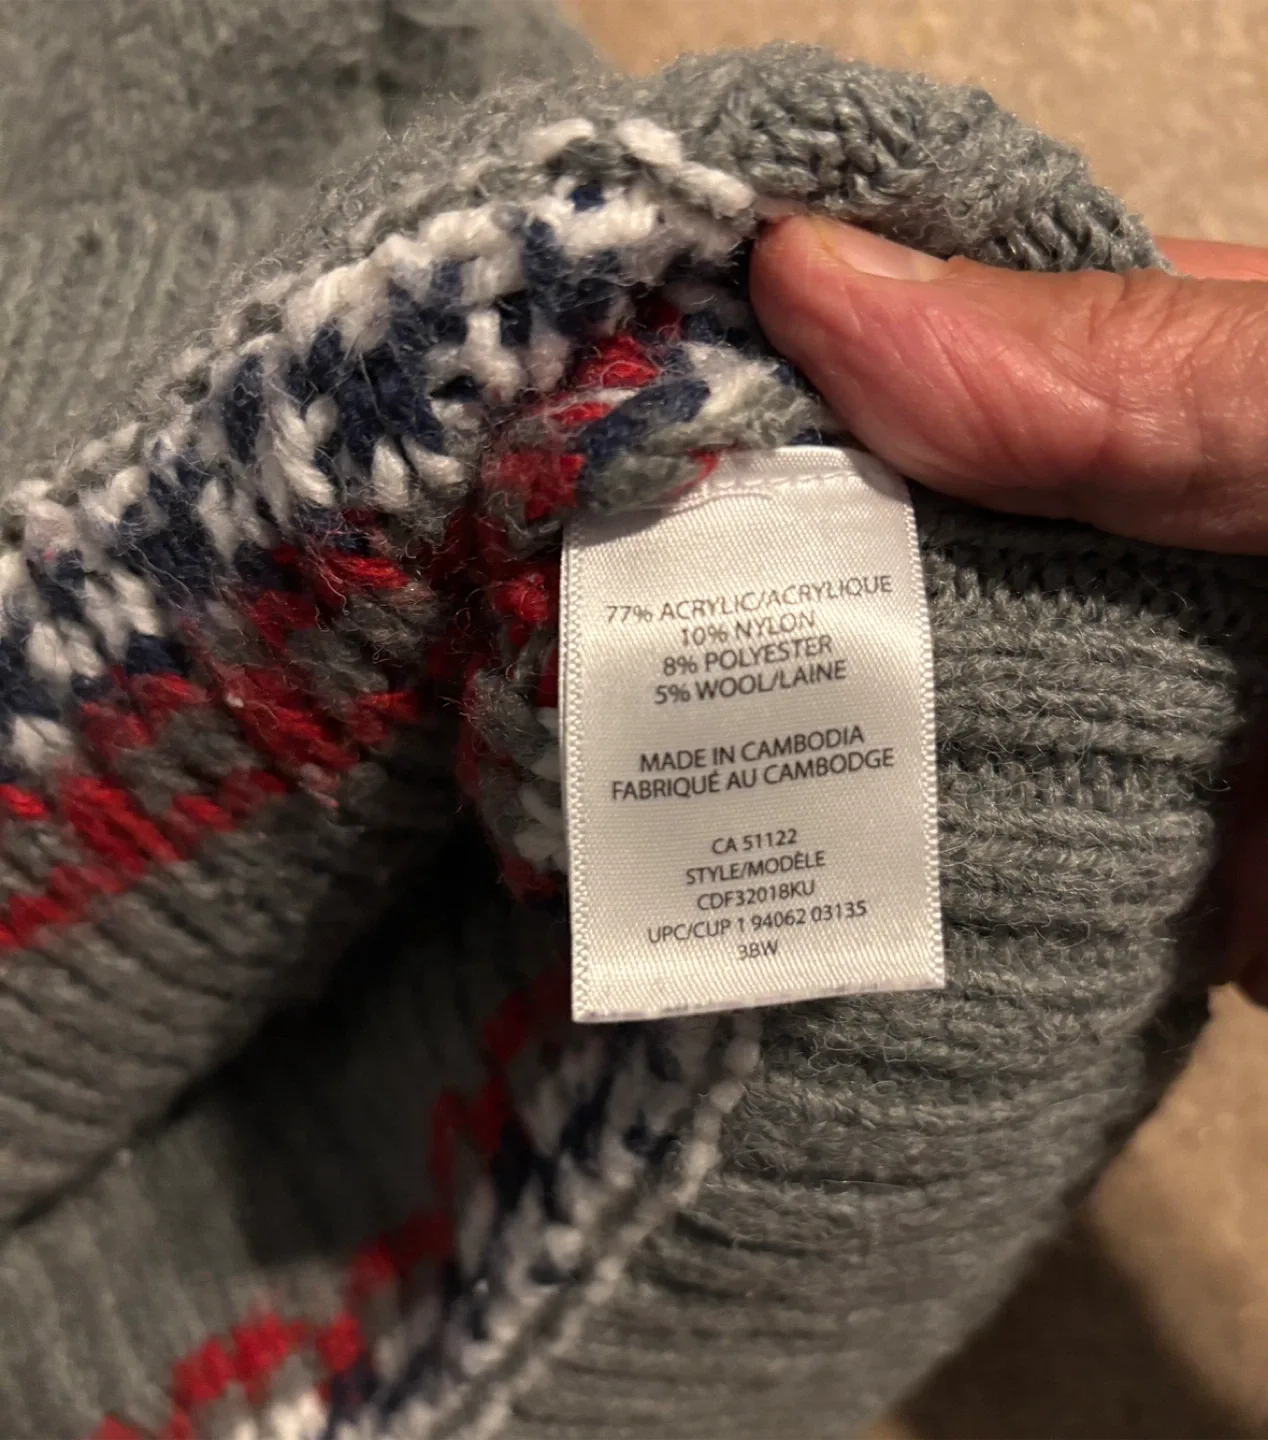 77% ACRYLIC/ACRYLIQUE
10% NYLON
8% POLYESTER
5% WOOL/LAINE
MADE IN CAMBODIA
FABRIQUÉ AU CAMBODGE
CA 51122
STYLE/MODÈLE
CDF32018KU
UPC/CUP 1 94062 03135
3BW